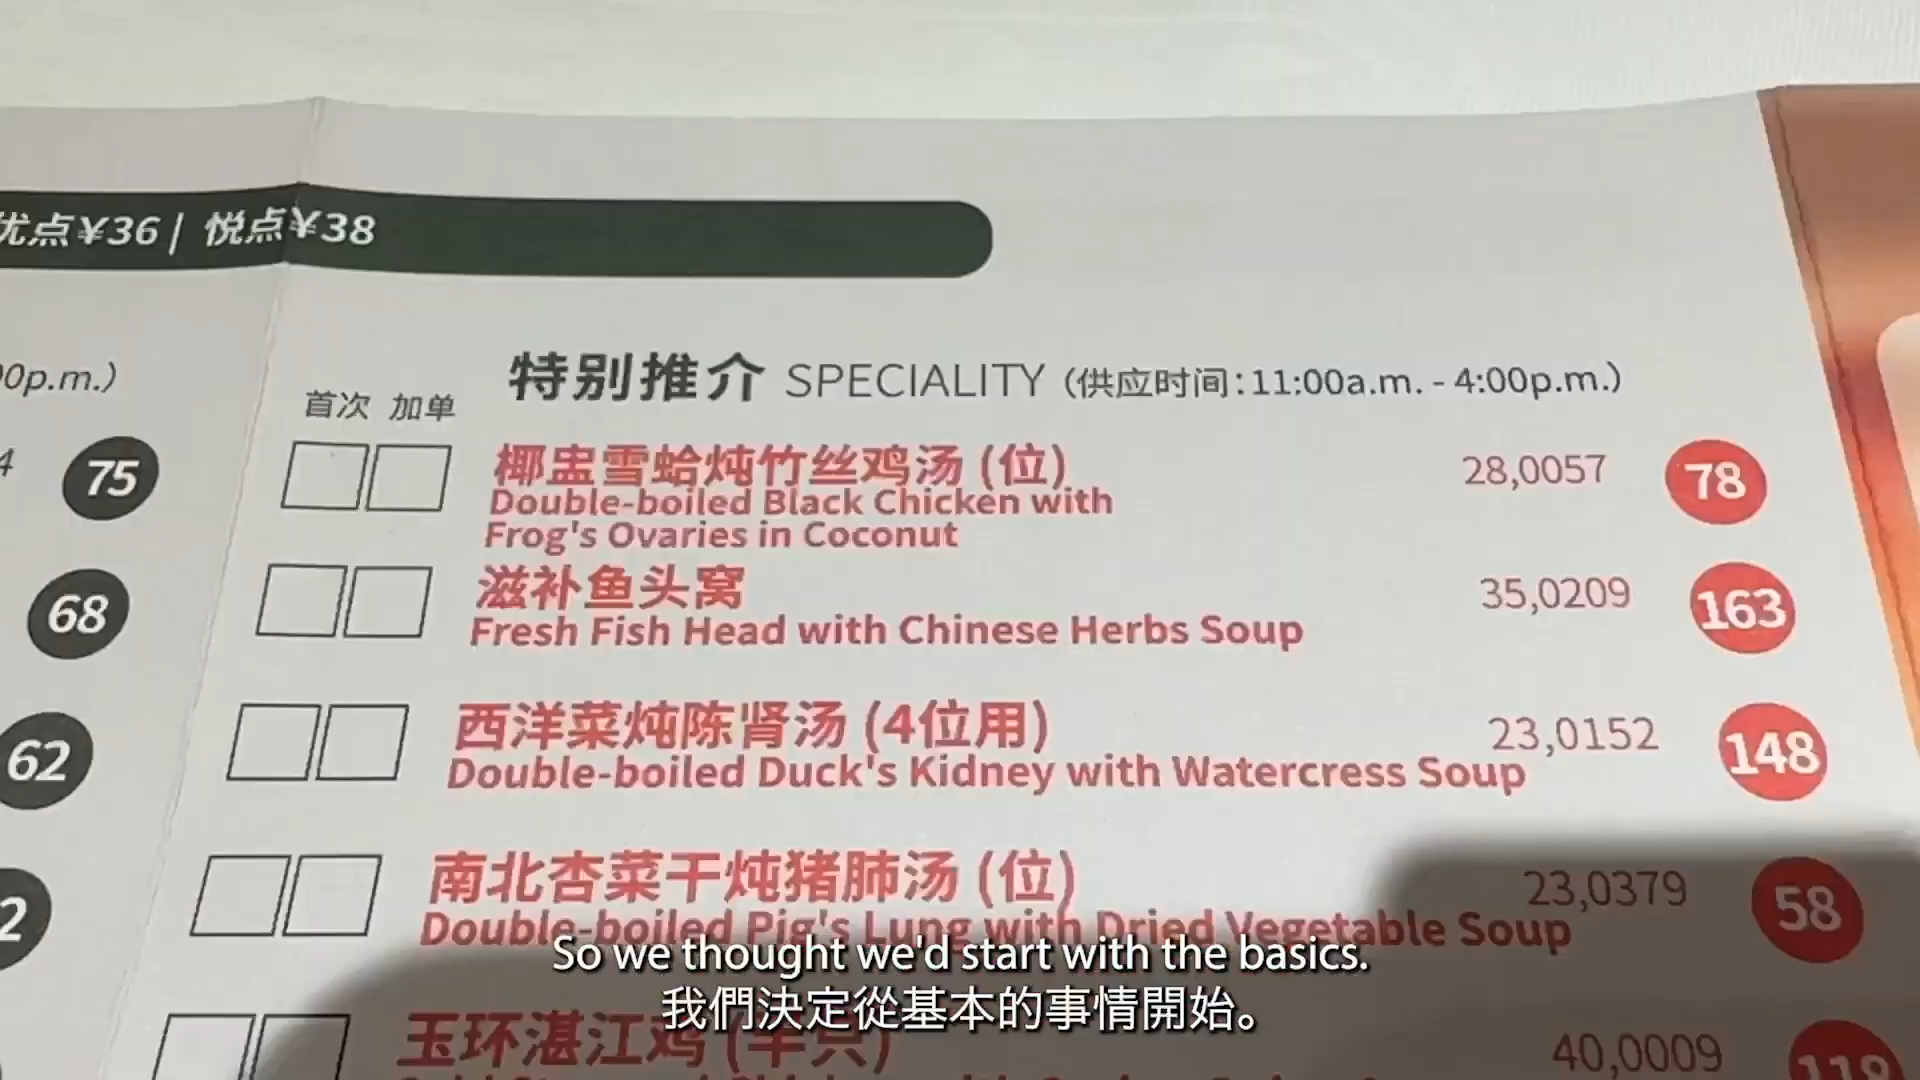 优点¥36 | 悦点¥38
0p.m.)
特别推介 SPECIALITY (供应时间:11:00a.m. - 4:00p.m.)
首次 加单
4 75
椰盅雪蛤炖竹丝鸡汤 (位) 28,0057 78
Double-boiled Black Chicken with
Frog's Ovaries in Coconut
68
滋补鱼头窝 35,0209 163
Fresh Fish Head with Chinese Herbs Soup
62
西洋菜炖陈肾汤 (4位用) 23,0152 148
Double-boiled Duck's Kidney with Watercress Soup
2
南北杏菜干炖猪肺汤 (位) 23,0379 58
Double-boiled Pig's Lung with Dried Vegetable Soup
So we thought we'd start with the basics.
我們決定從基本的事情開始。
玉环湛江鸡 (半只) 40,0009